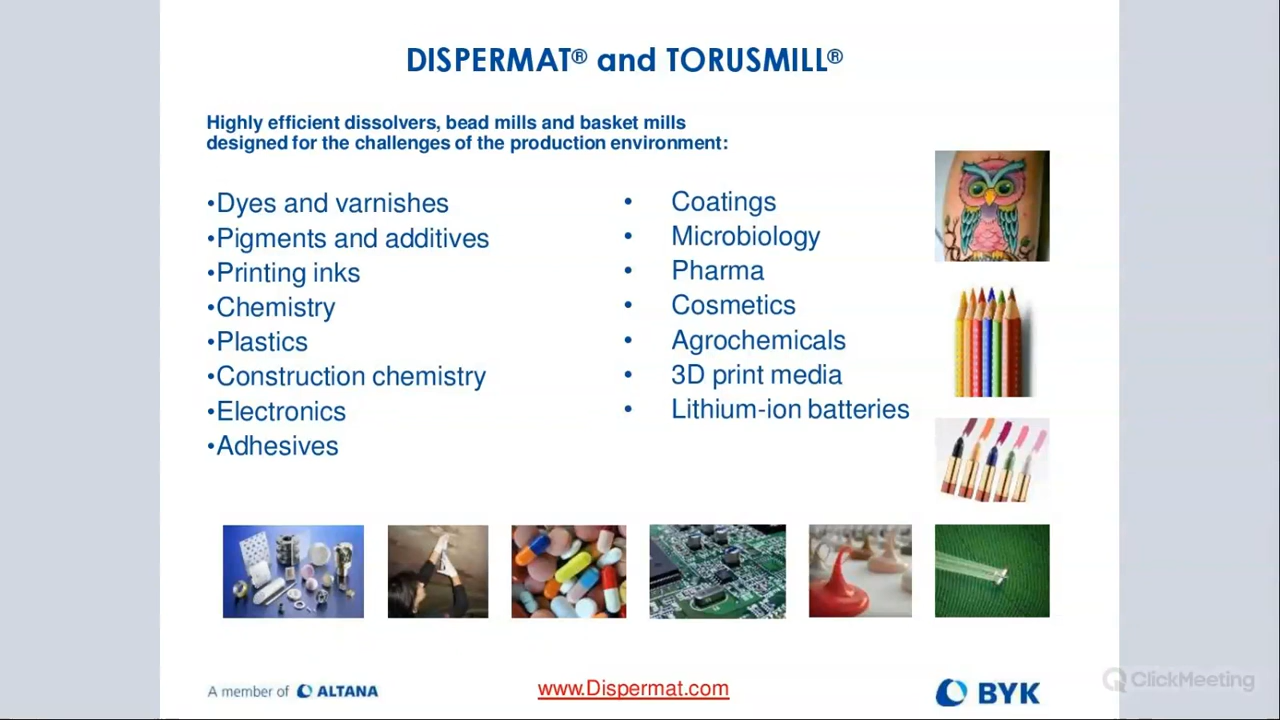 DISPERMAT® and TORUSMILL®
Highly efficient dissolvers, bead mills and basket mills
designed for the challenges of the production environment:
•Dyes and varnishes
•Pigments and additives
•Printing inks
•Chemistry
•Plastics
•Construction chemistry
•Electronics
•Adhesives
• Coatings
• Microbiology
• Pharma
• Cosmetics
• Agrochemicals
• 3D print media
• Lithium-ion batteries
A member of ALTANA
www.Dispermat.com
BYK
ClickMeeting